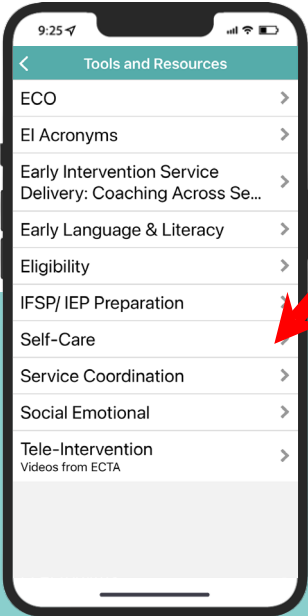 9:25
Tools and Resources
ECO
EI Acronyms
Early Intervention Service
Delivery: Coaching Across Se...
Early Language & Literacy
Eligibility
IFSP/ IEP Preparation
Self-Care
Service Coordination
Social Emotional
Tele-Intervention
Videos from ECTA